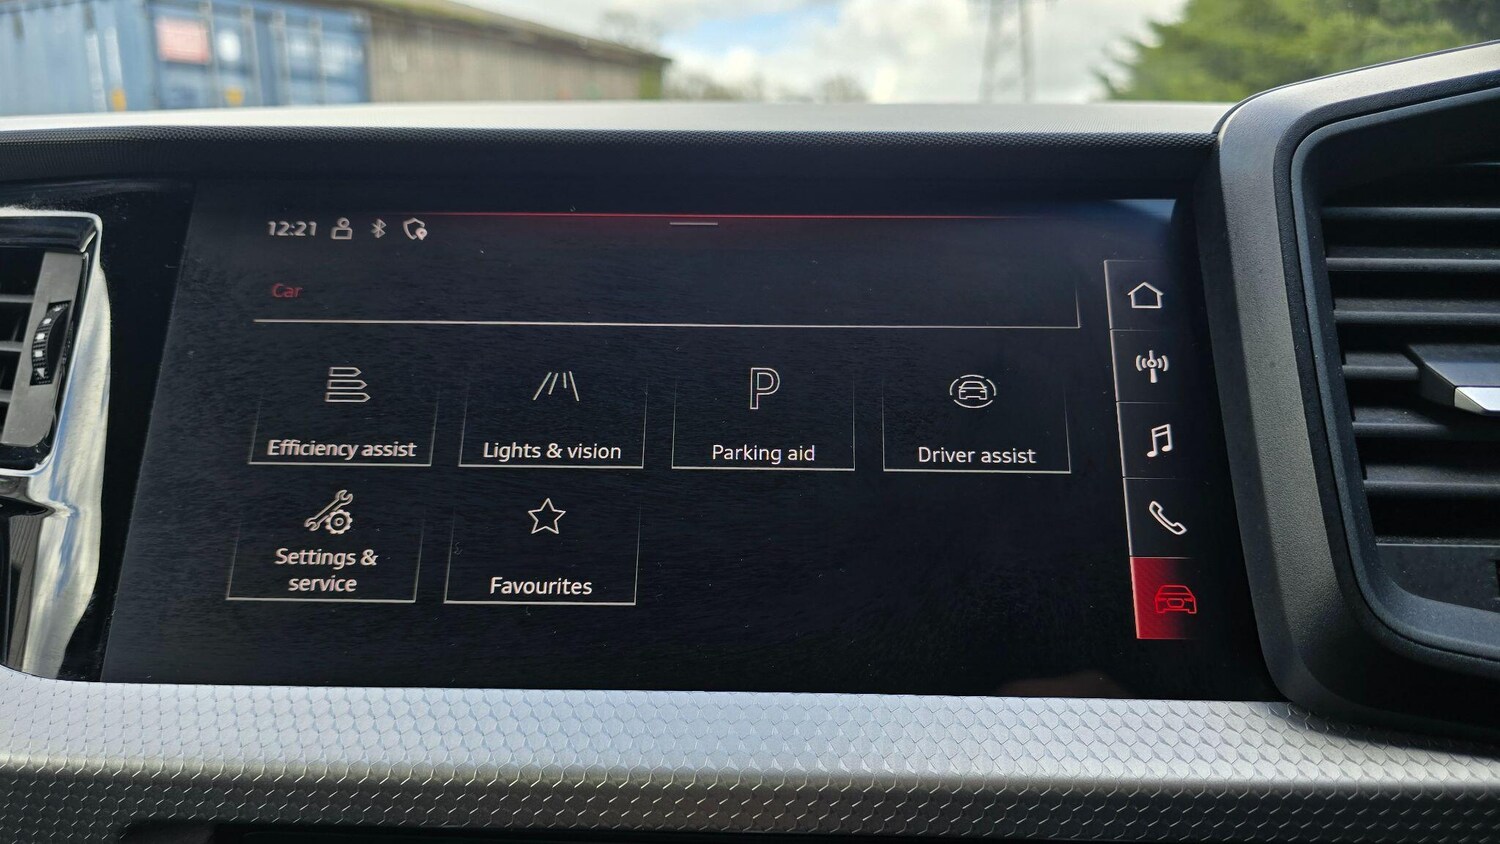 12:21
Car
Efficiency assist
Lights & vision
P
Parking aid
Driver assist
Settings &
service
Favourites